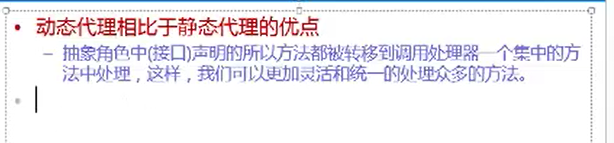 • 动态代理相比于静态代理的优点
– 抽象角色中(接口)声明的所以方法都被转移到调用处理器一个集中的方
法中处理，这样，我们可以更加灵活和统一的处理众多的方法。